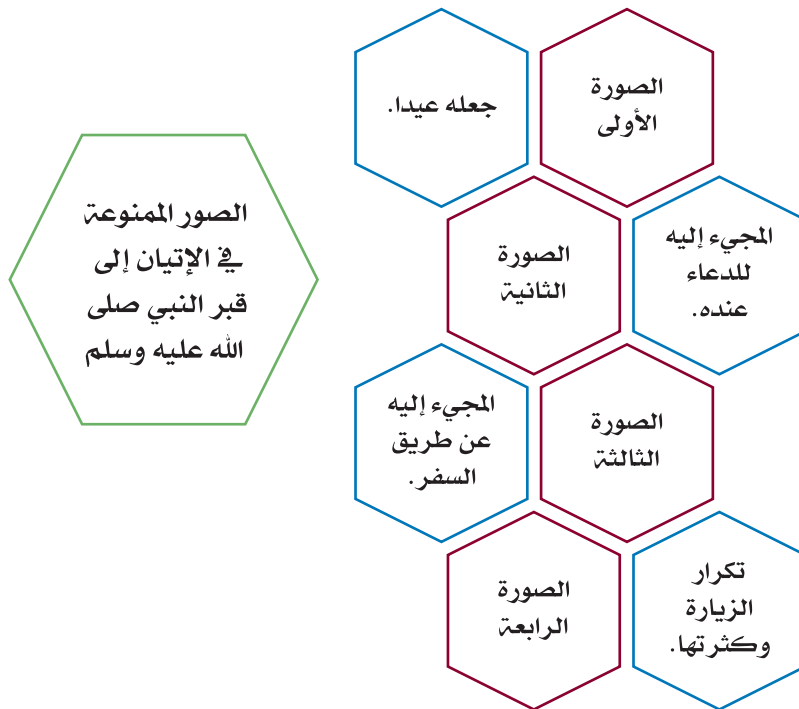 الصورة
الأولى
جعله عيدا.
الصورة
الثانية
المجيء إليه
للدعاء
عنده.
الصورة
الثالثة
المجيء إليه
عن طريق
السفر.
الصورة
الرابعة
تكرار
الزيارة
وكثرتها.
الصور الممنوعة
في الإتيان إلى
قبر النبي صلى
الله عليه وسلم